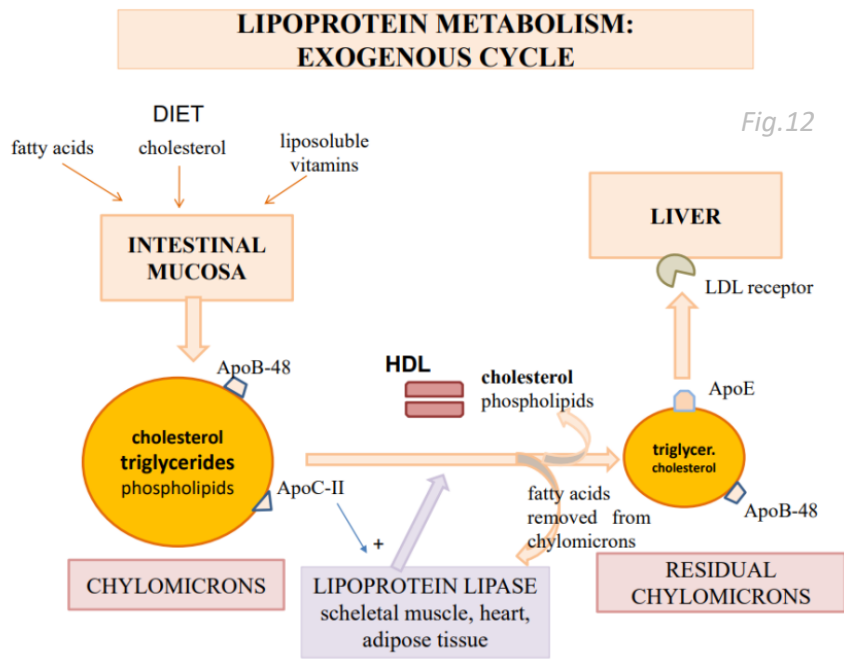 LIPOPROTEIN METABOLISM:
EXOGENOUS CYCLE
Fig.12
DIET
fatty acids
cholesterol
liposoluble
vitamins
INTESTINAL
MUCOSA
LIVER
LDL receptor
ApoB-48
HDL
cholesterol
phospholipids
ApoE
cholesterol
triglycerides
phospholipids
ApoC-II
triglycer.
cholesterol
ApoB-48
fatty acids
removed from
chylomicrons
+
CHYLOMICRONS
LIPOPROTEIN LIPASE
scheletal muscle, heart,
adipose tissue
RESIDUAL
CHYLOMICRONS